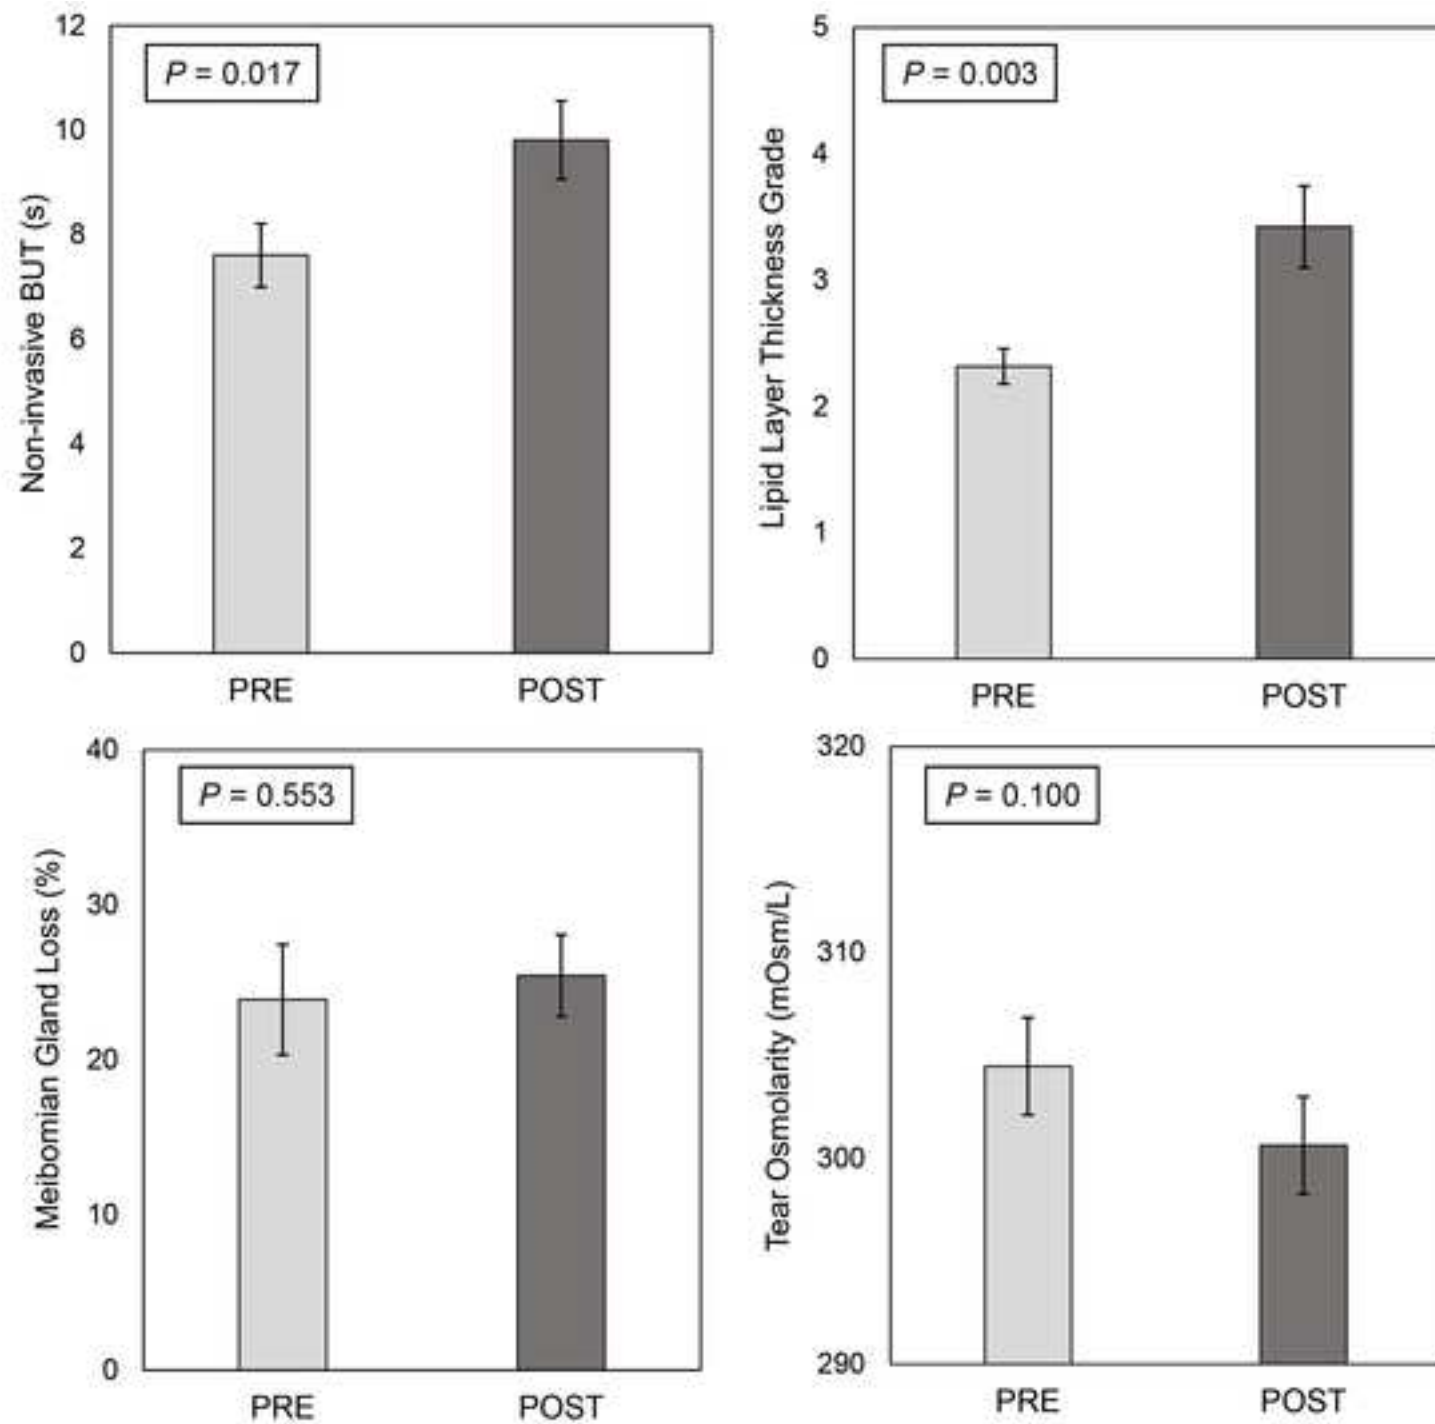 P = 0.017
Non-invasive BUT (s)
12
10
8
6
4
2
0
PRE POST
P = 0.003
Lipid Layer Thickness Grade
5
4
3
2
1
0
PRE POST
P = 0.553
Meibomian Gland Loss (%)
40
30
20
10
0
PRE POST
P = 0.100
Tear Osmolarity (mOsm/L)
320
310
300
290
PRE POST